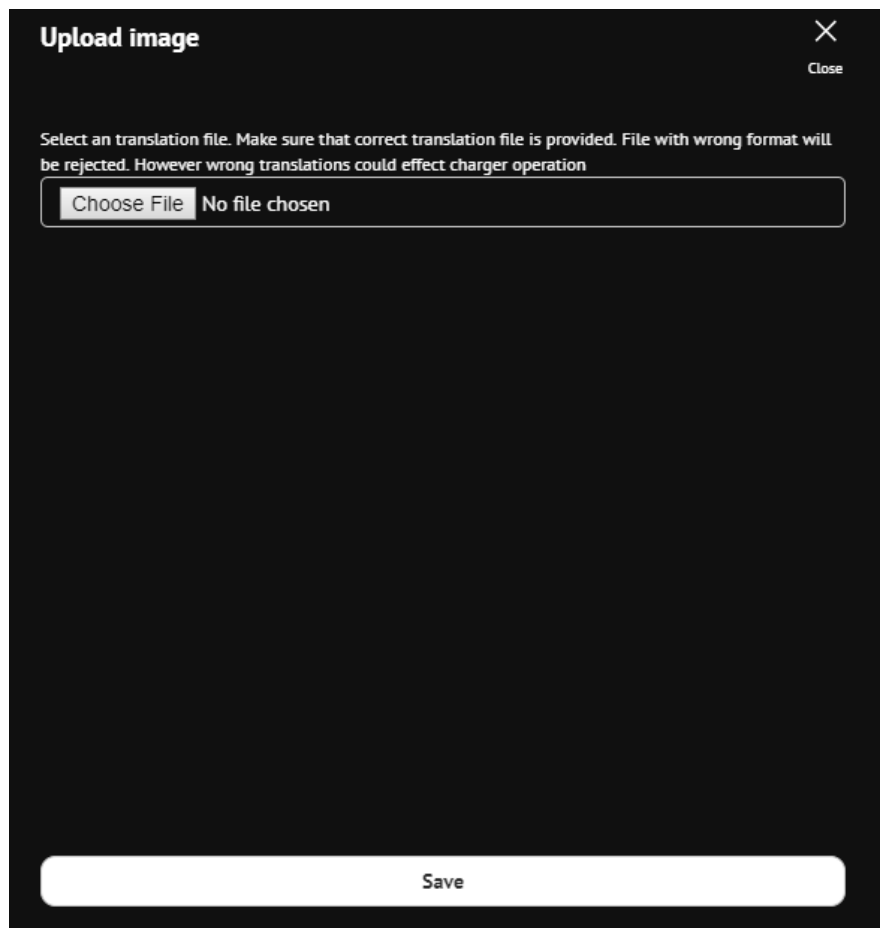 Upload image
Close
Select an translation file. Make sure that correct translation file is provided. File with wrong format will
be rejected. However wrong translations could effect charger operation
Choose File No file chosen
Save